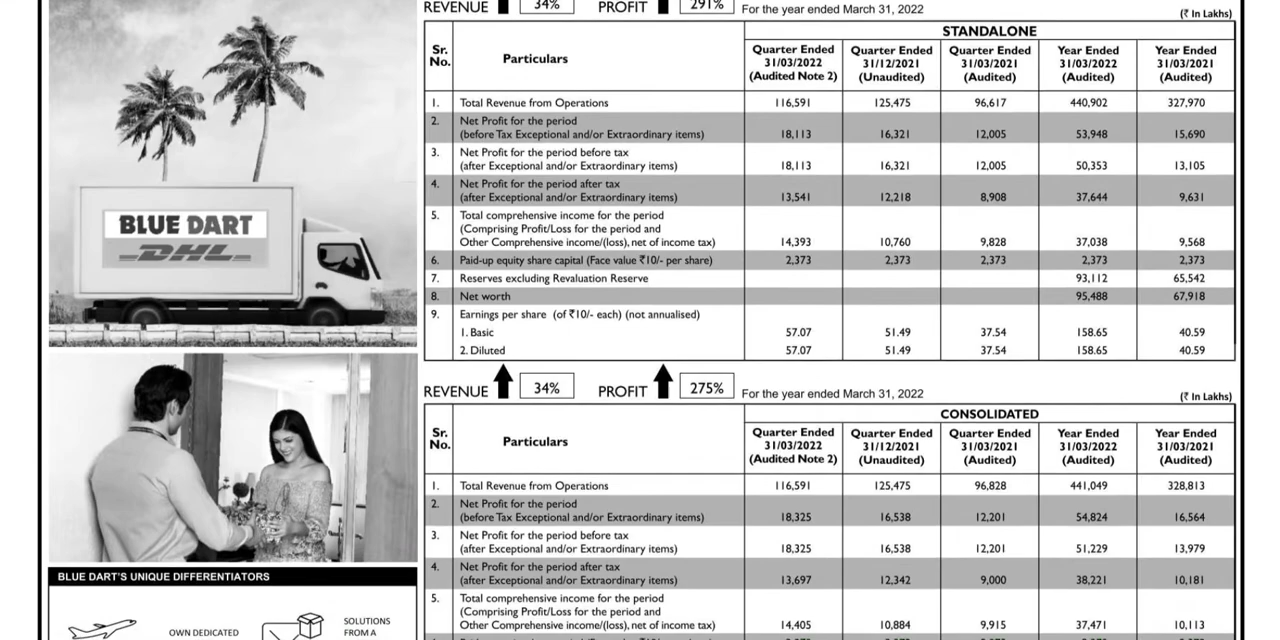 REVENUE 34% PROFIT 291% For the year ended March 31, 2022 (₹ In Lakhs)
STANDALONE
Sr. No. Particulars Quarter Ended 31/03/2022 (Audited Note 2) Quarter Ended 31/12/2021 (Unaudited) Quarter Ended 31/03/2021 (Audited) Year Ended 31/03/2022 (Audited) Year Ended 31/03/2021 (Audited)
1. Total Revenue from Operations 116,591 125,475 96,617 440,902 327,970
2. Net Profit for the period
(before Tax Exceptional and/or Extraordinary items) 18,113 16,321 12,005 53,948 15,690
3. Net Profit for the period before tax
(after Exceptional and/or Extraordinary items) 18,113 16,321 12,005 50,353 13,105
4. Net Profit for the period after tax
(after Exceptional and/or Extraordinary items) 13,541 12,218 8,908 37,644 9,631
5. Total comprehensive income for the period
(Comprising Profit/Loss for the period and
Other Comprehensive income/(loss), net of income tax) 14,393 10,760 9,828 37,038 9,568
6. Paid-up equity share capital (Face value ₹10/- per share) 2,373 2,373 2,373 2,373 2,373
7. Reserves excluding Revaluation Reserve 93,112 65,542
8. Net worth 95,488 67,918
9. Earnings per share (of ₹10/- each) (not annualised)
1. Basic 57.07 51.49 37.54 158.65 40.59
2. Diluted 57.07 51.49 37.54 158.65 40.59
BLUE DART
DHL
REVENUE 34% PROFIT 275% For the year ended March 31, 2022 (₹ In Lakhs)
CONSOLIDATED
Sr. No. Particulars Quarter Ended 31/03/2022 (Audited Note 2) Quarter Ended 31/12/2021 (Unaudited) Quarter Ended 31/03/2021 (Audited) Year Ended 31/03/2022 (Audited) Year Ended 31/03/2021 (Audited)
1. Total Revenue from Operations 116,591 125,475 96,828 441,049 328,813
2. Net Profit for the period
(before Tax Exceptional and/or Extraordinary items) 18,325 16,538 12,201 54,824 16,564
3. Net Profit for the period before tax
(after Exceptional and/or Extraordinary items) 18,325 16,538 12,201 51,229 13,979
4. Net Profit for the period after tax
(after Exceptional and/or Extraordinary items) 13,697 12,342 9,000 38,221 10,181
5. Total comprehensive income for the period
(Comprising Profit/Loss for the period and
Other Comprehensive income/(loss), net of income tax) 14,405 10,884 9,915 37,471 10,113
BLUE DART'S UNIQUE DIFFERENTIATORS
OWN DEDICATED
SOLUTIONS
FROM A